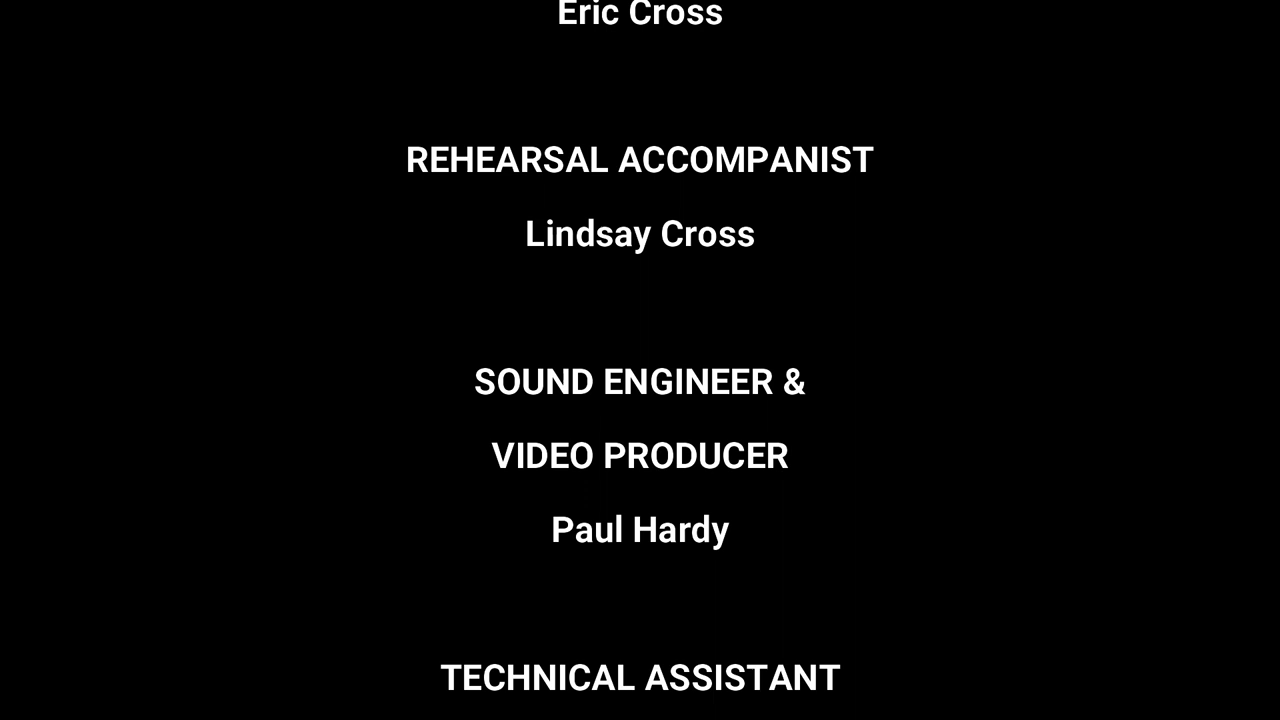 Eric Cross
REHEARSAL ACCOMPANIST
Lindsay Cross
SOUND ENGINEER &
VIDEO PRODUCER
Paul Hardy
TECHNICAL ASSISTANT